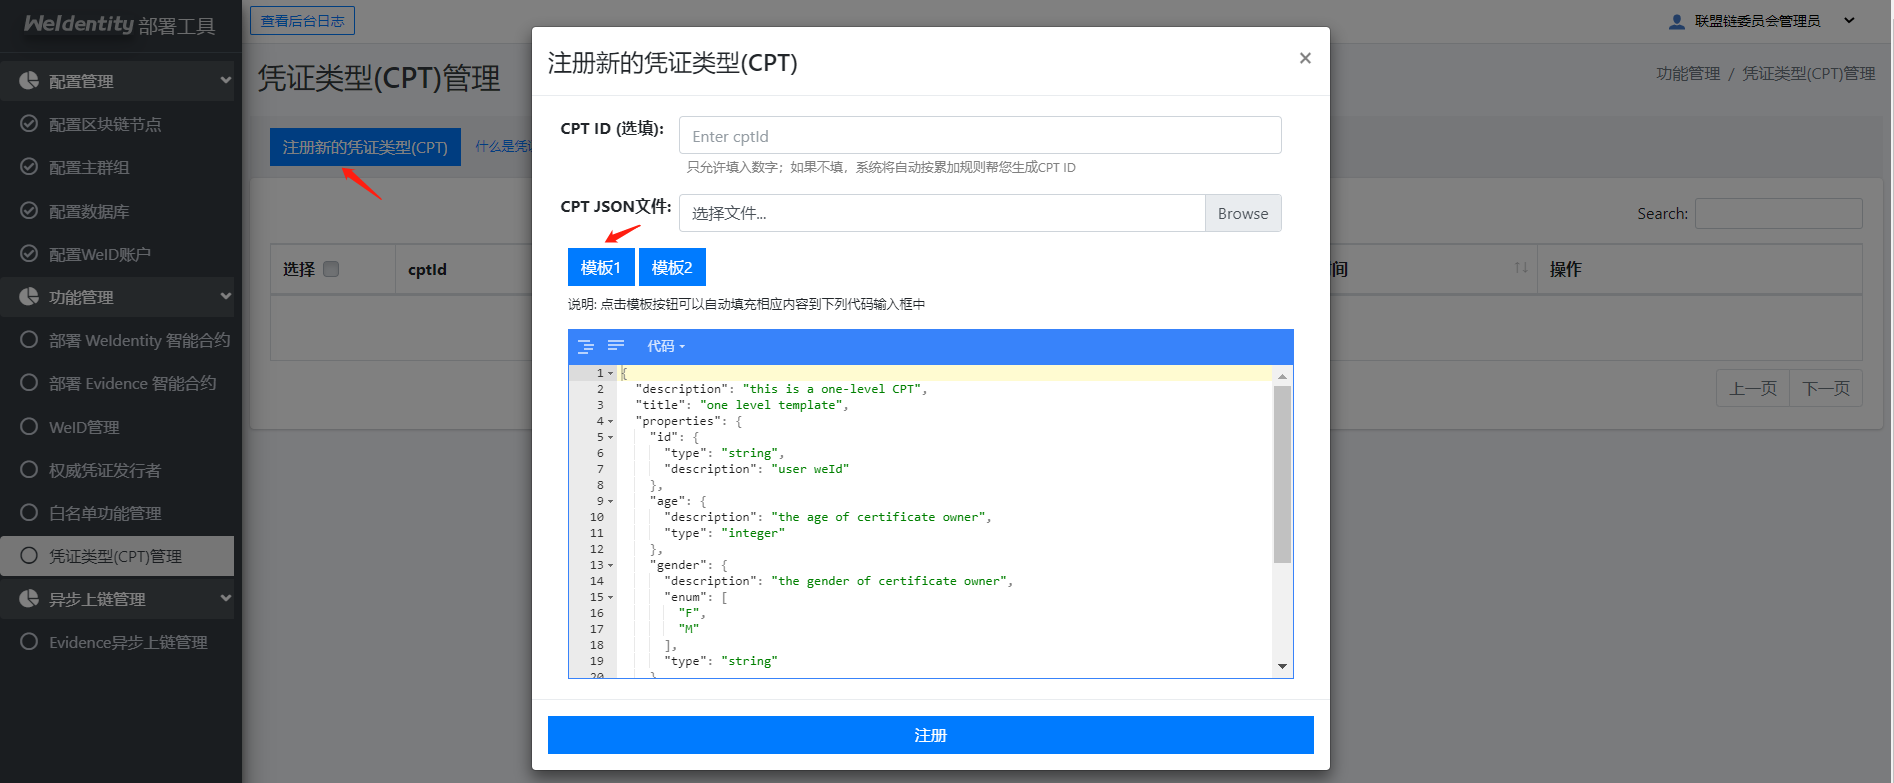 WeIdentity 部署工具
查看后台日志
联盟链委员会管理员
配置管理
配置区块链节点
配置主群组
配置数据库
配置WeID账户
功能管理
部署 WeIdentity 智能合约
部署 Evidence 智能合约
WeID管理
权威凭证发行者
白名单功能管理
凭证类型(CPT)管理
异步上链管理
Evidence异步上链管理
凭证类型(CPT)管理
功能管理 / 凭证类型(CPT)管理
注册新的凭证类型(CPT)
什么是凭
Search:
选择
cptId
间
操作
上一页
下一页
注册新的凭证类型(CPT)
×
CPT ID (选填):
Enter cptId
只允许填入数字；如果不填，系统将自动按累加规则帮您生成CPT ID
CPT JSON文件:
选择文件...
Browse
模板1
模板2
说明: 点击模板按钮可以自动填充相应内容到下列代码输入框中
代码
1 {
2 "description": "this is a one-level CPT",
3 "title": "one level template",
4 "properties": {
5 "id": {
6 "type": "string",
7 "description": "user weId"
8 },
9 "age": {
10 "description": "the age of certificate owner",
11 "type": "integer"
12 },
13 "gender": {
14 "description": "the gender of certificate owner",
15 "enum": [
16 "F",
17 "M"
18 ],
19 "type": "string"
20 }
注册